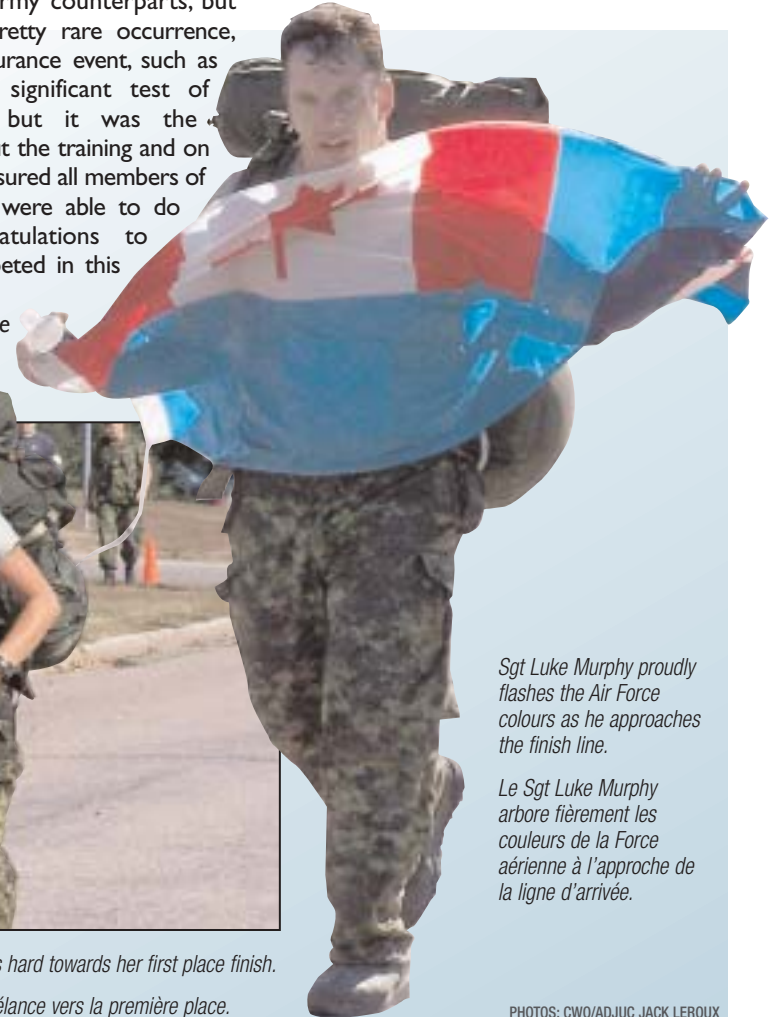 rmy counterparts, but
retty rare occurrence,
urance event, such as
significant test of
but it was the
ut the training and on
sured all members of
were able to do
atulations to
peted in this
e
Sgt Luke Murphy proudly
flashes the Air Force
colours as he approaches
the finish line.
Le Sgt Luke Murphy
arbore fièrement les
couleurs de la Force
aérienne à l'approche de
la ligne d'arrivée.
s hard towards her first place finish.
élance vers la première place.
PHOTOS: CWO/ADJUC JACK LEROUX